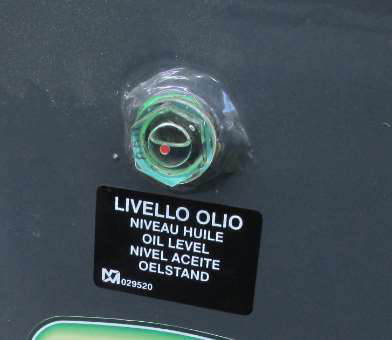 LIVELLO OLIO
NIVEAU HUILE
OIL LEVEL
NIVEL ACEITE
OELSTAND
029520